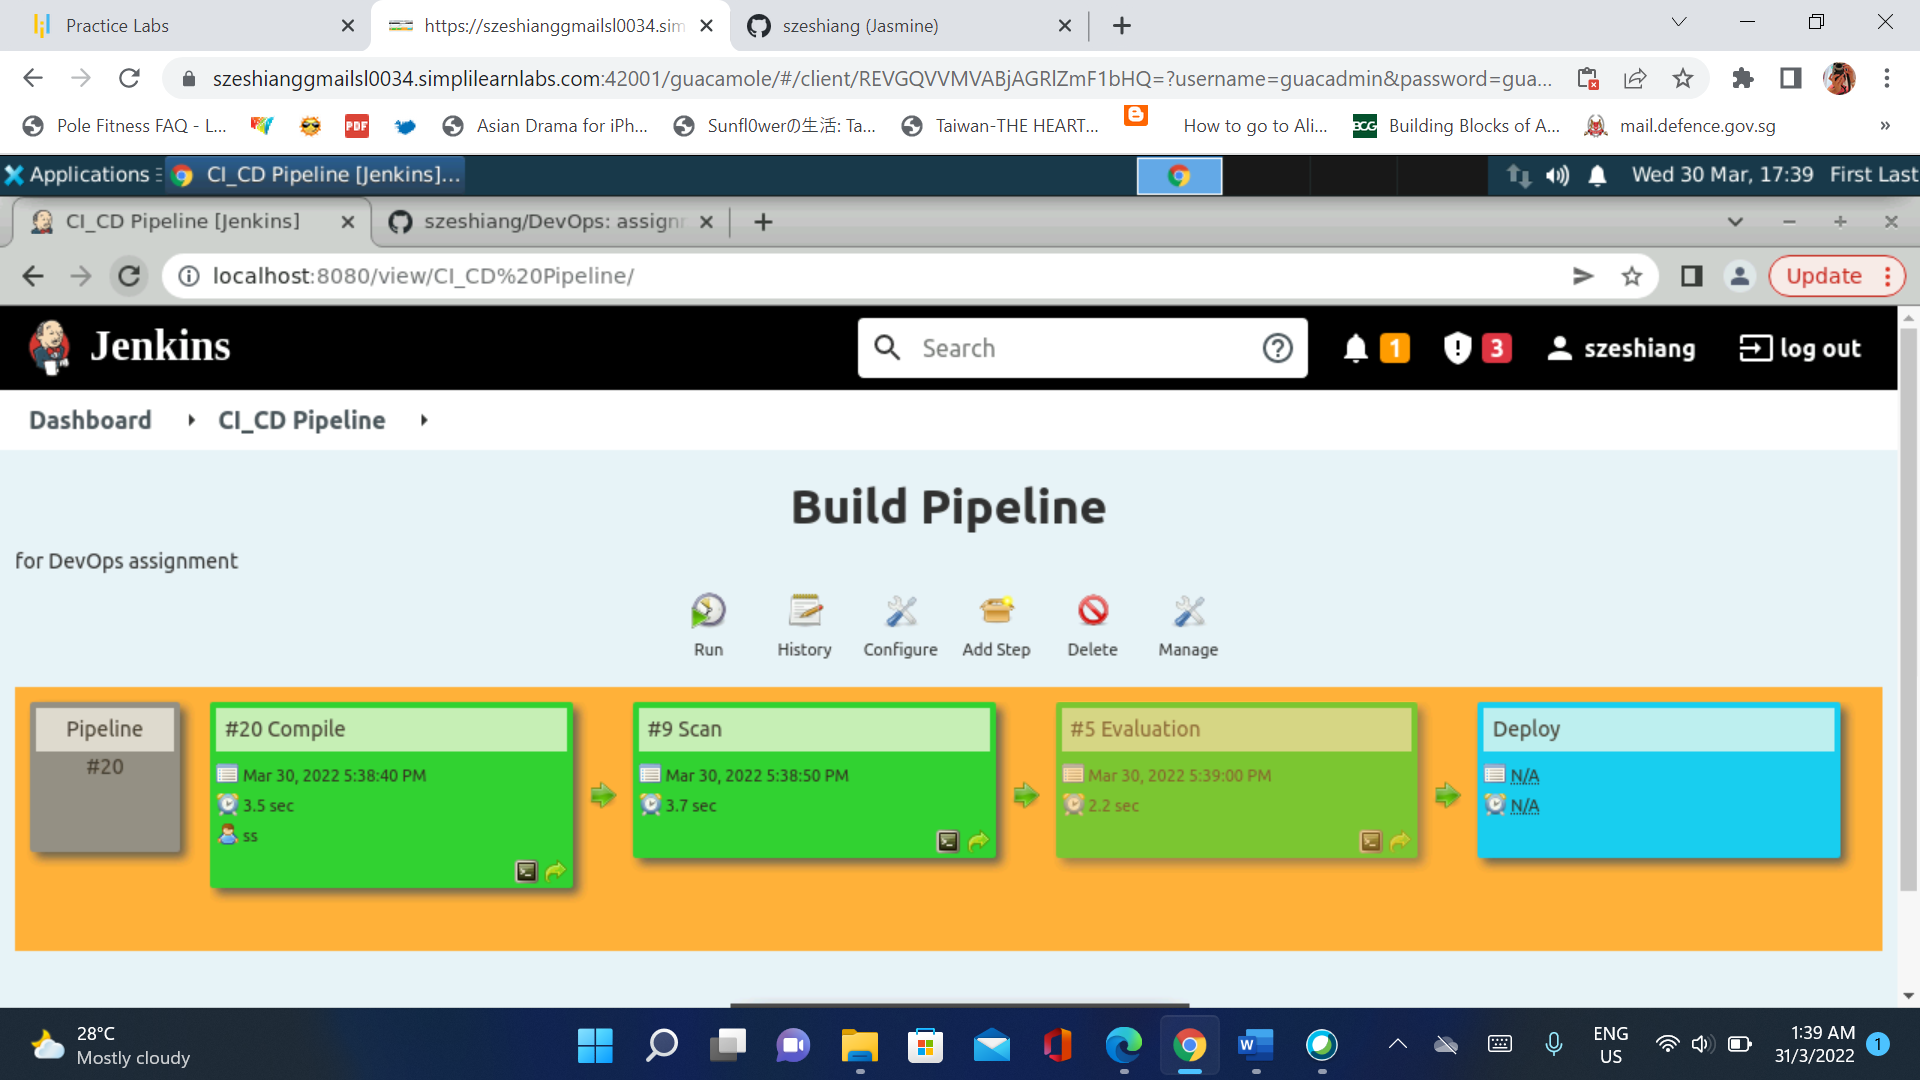 Practice Labs
https://szeshianggmailsl0034.sim
szeshiang (Jasmine)
szeshianggmailsl0034.simplilearnlabs.com:42001/guacamole/#/client/REVGQVVMVABjAGRlZmF1bHQ=?username=guacadmin&password=gua...
Pole Fitness FAQ - L...
PDF
Asian Drama for iPh...
Sunfl0werの生活: Ta...
Taiwan-THE HEART...
How to go to Ali...
BCG
Building Blocks of A...
mail.defence.gov.sg
»
Applications
CI_CD Pipeline [Jenkins]...
Wed 30 Mar, 17:39
First Last
CI_CD Pipeline [Jenkins]
szeshiang/DevOps: assign
localhost:8080/view/CI_CD%20Pipeline/
Update
Jenkins
Search
1
3
szeshiang
log out
Dashboard
CI_CD Pipeline
Build Pipeline
for DevOps assignment
Run
History
Configure
Add Step
Delete
Manage
Pipeline
#20
#20 Compile
Mar 30, 2022 5:38:40 PM
3.5 sec
ss
#9 Scan
Mar 30, 2022 5:38:50 PM
3.7 sec
#5 Evaluation
Mar 30, 2022 5:39:00 PM
2.2 sec
Deploy
N/A
N/A
28°C
Mostly cloudy
ENG
US
1:39 AM
31/3/2022
1